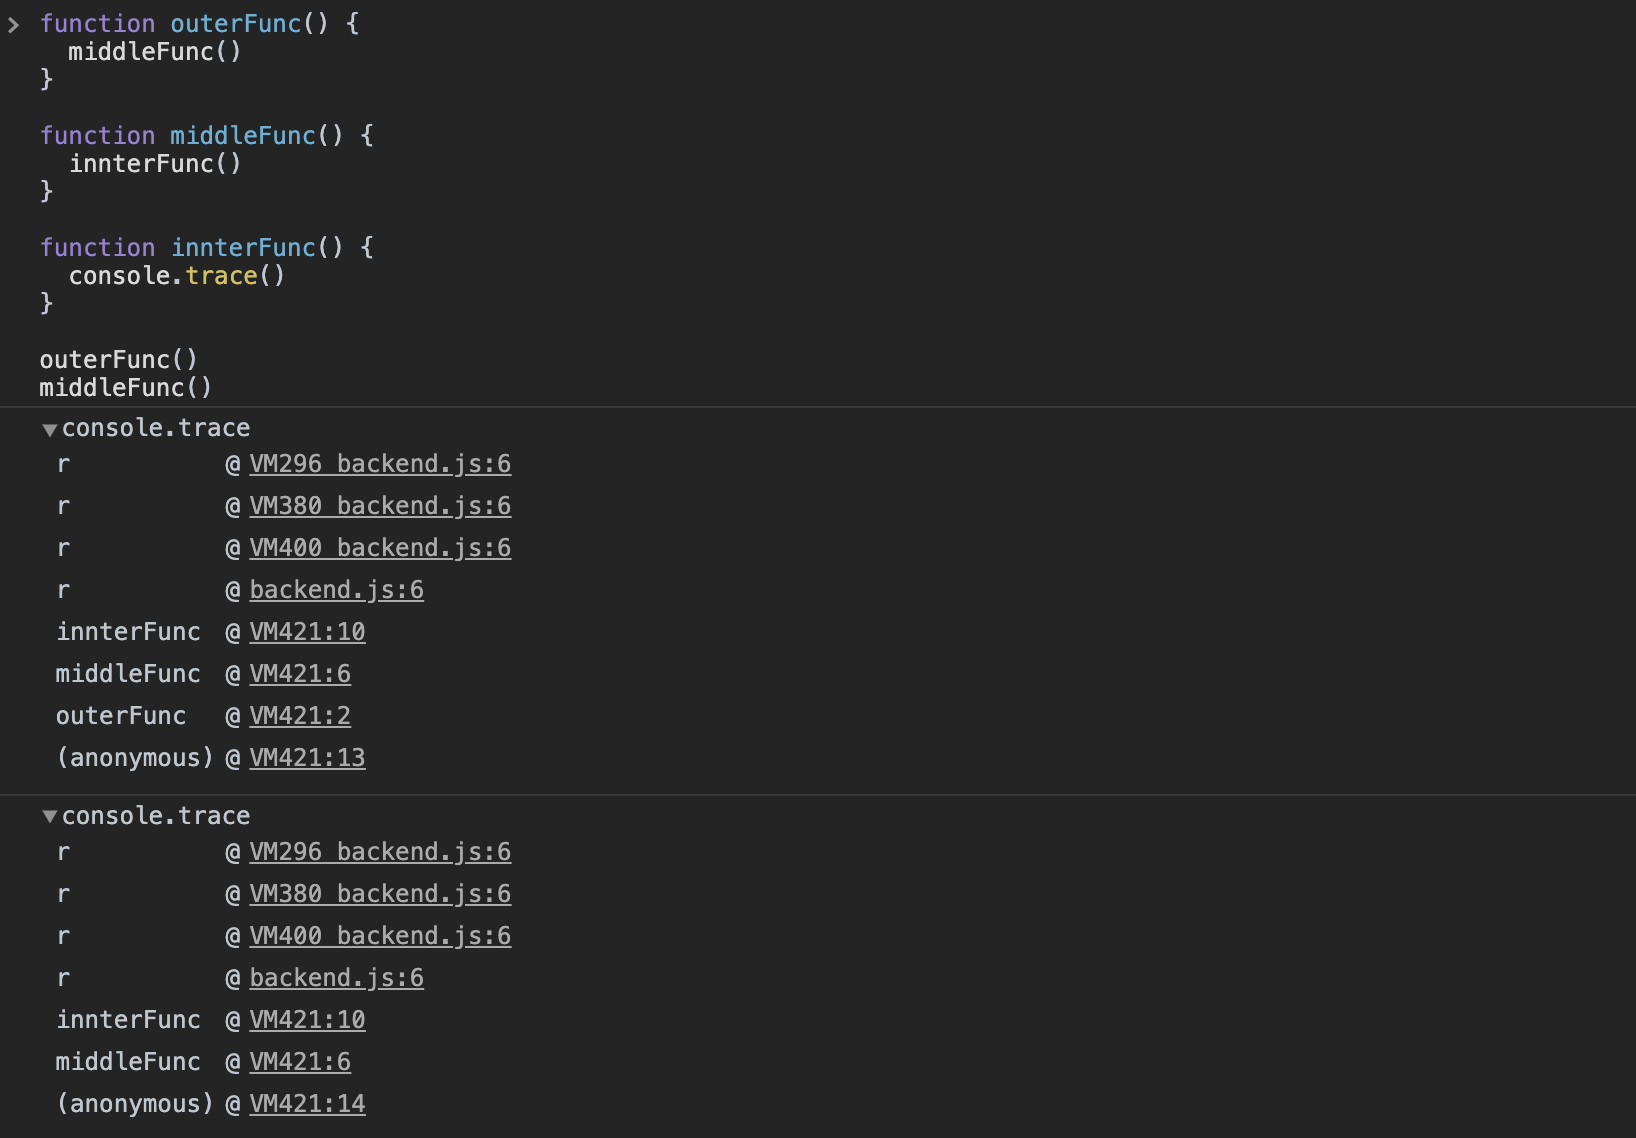 > function outerFunc() {
  middleFunc()
}

function middleFunc() {
  innterFunc()
}

function innterFunc() {
  console.trace()
}

outerFunc()
middleFunc()
▼console.trace
r @ VM296 backend.js:6
r @ VM380 backend.js:6
r @ VM400 backend.js:6
r @ backend.js:6
innterFunc @ VM421:10
middleFunc @ VM421:6
outerFunc @ VM421:2
(anonymous) @ VM421:13
▼console.trace
r @ VM296 backend.js:6
r @ VM380 backend.js:6
r @ VM400 backend.js:6
r @ backend.js:6
innterFunc @ VM421:10
middleFunc @ VM421:6
(anonymous) @ VM421:14